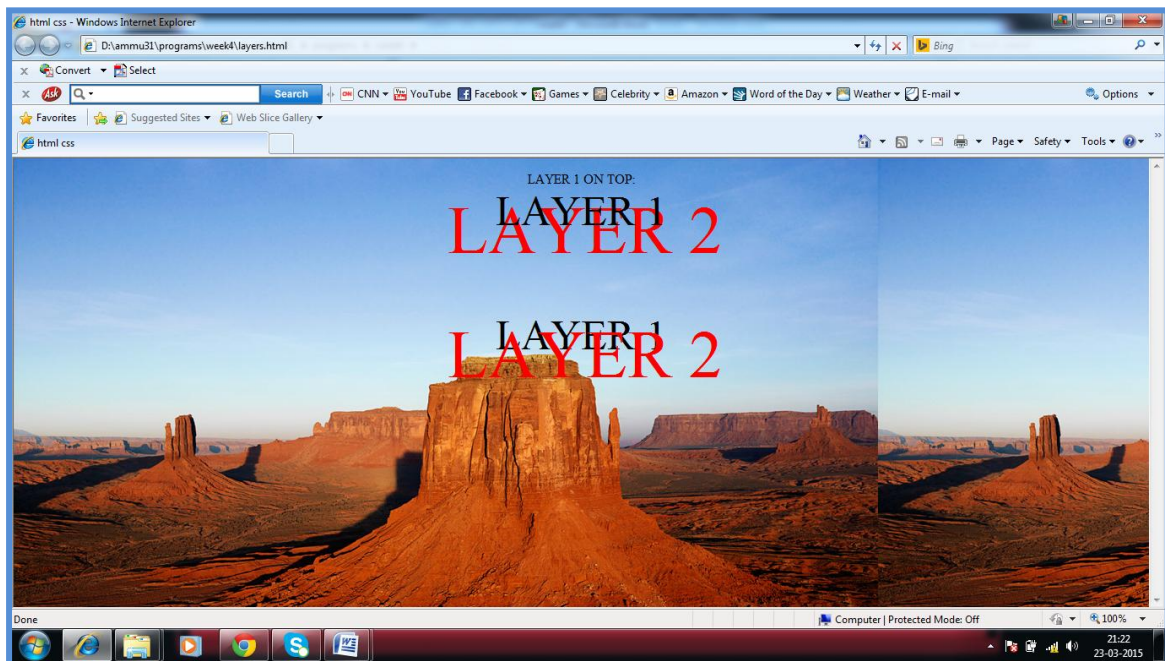 html css - Windows Internet Explorer
D:\ammu31\programs\week4\layers.html
Bing
x Convert Select
x Ask Search CNN YouTube Facebook Games Celebrity Amazon Word of the Day Weather E-mail Options
Favorites Suggested Sites Web Slice Gallery
html css Page Safety Tools
LAYER 1 ON TOP:
LAYER 1
LAYER 2
LAYER 1
LAYER 2
Done Computer | Protected Mode: Off 100%
21:22
23-03-2015